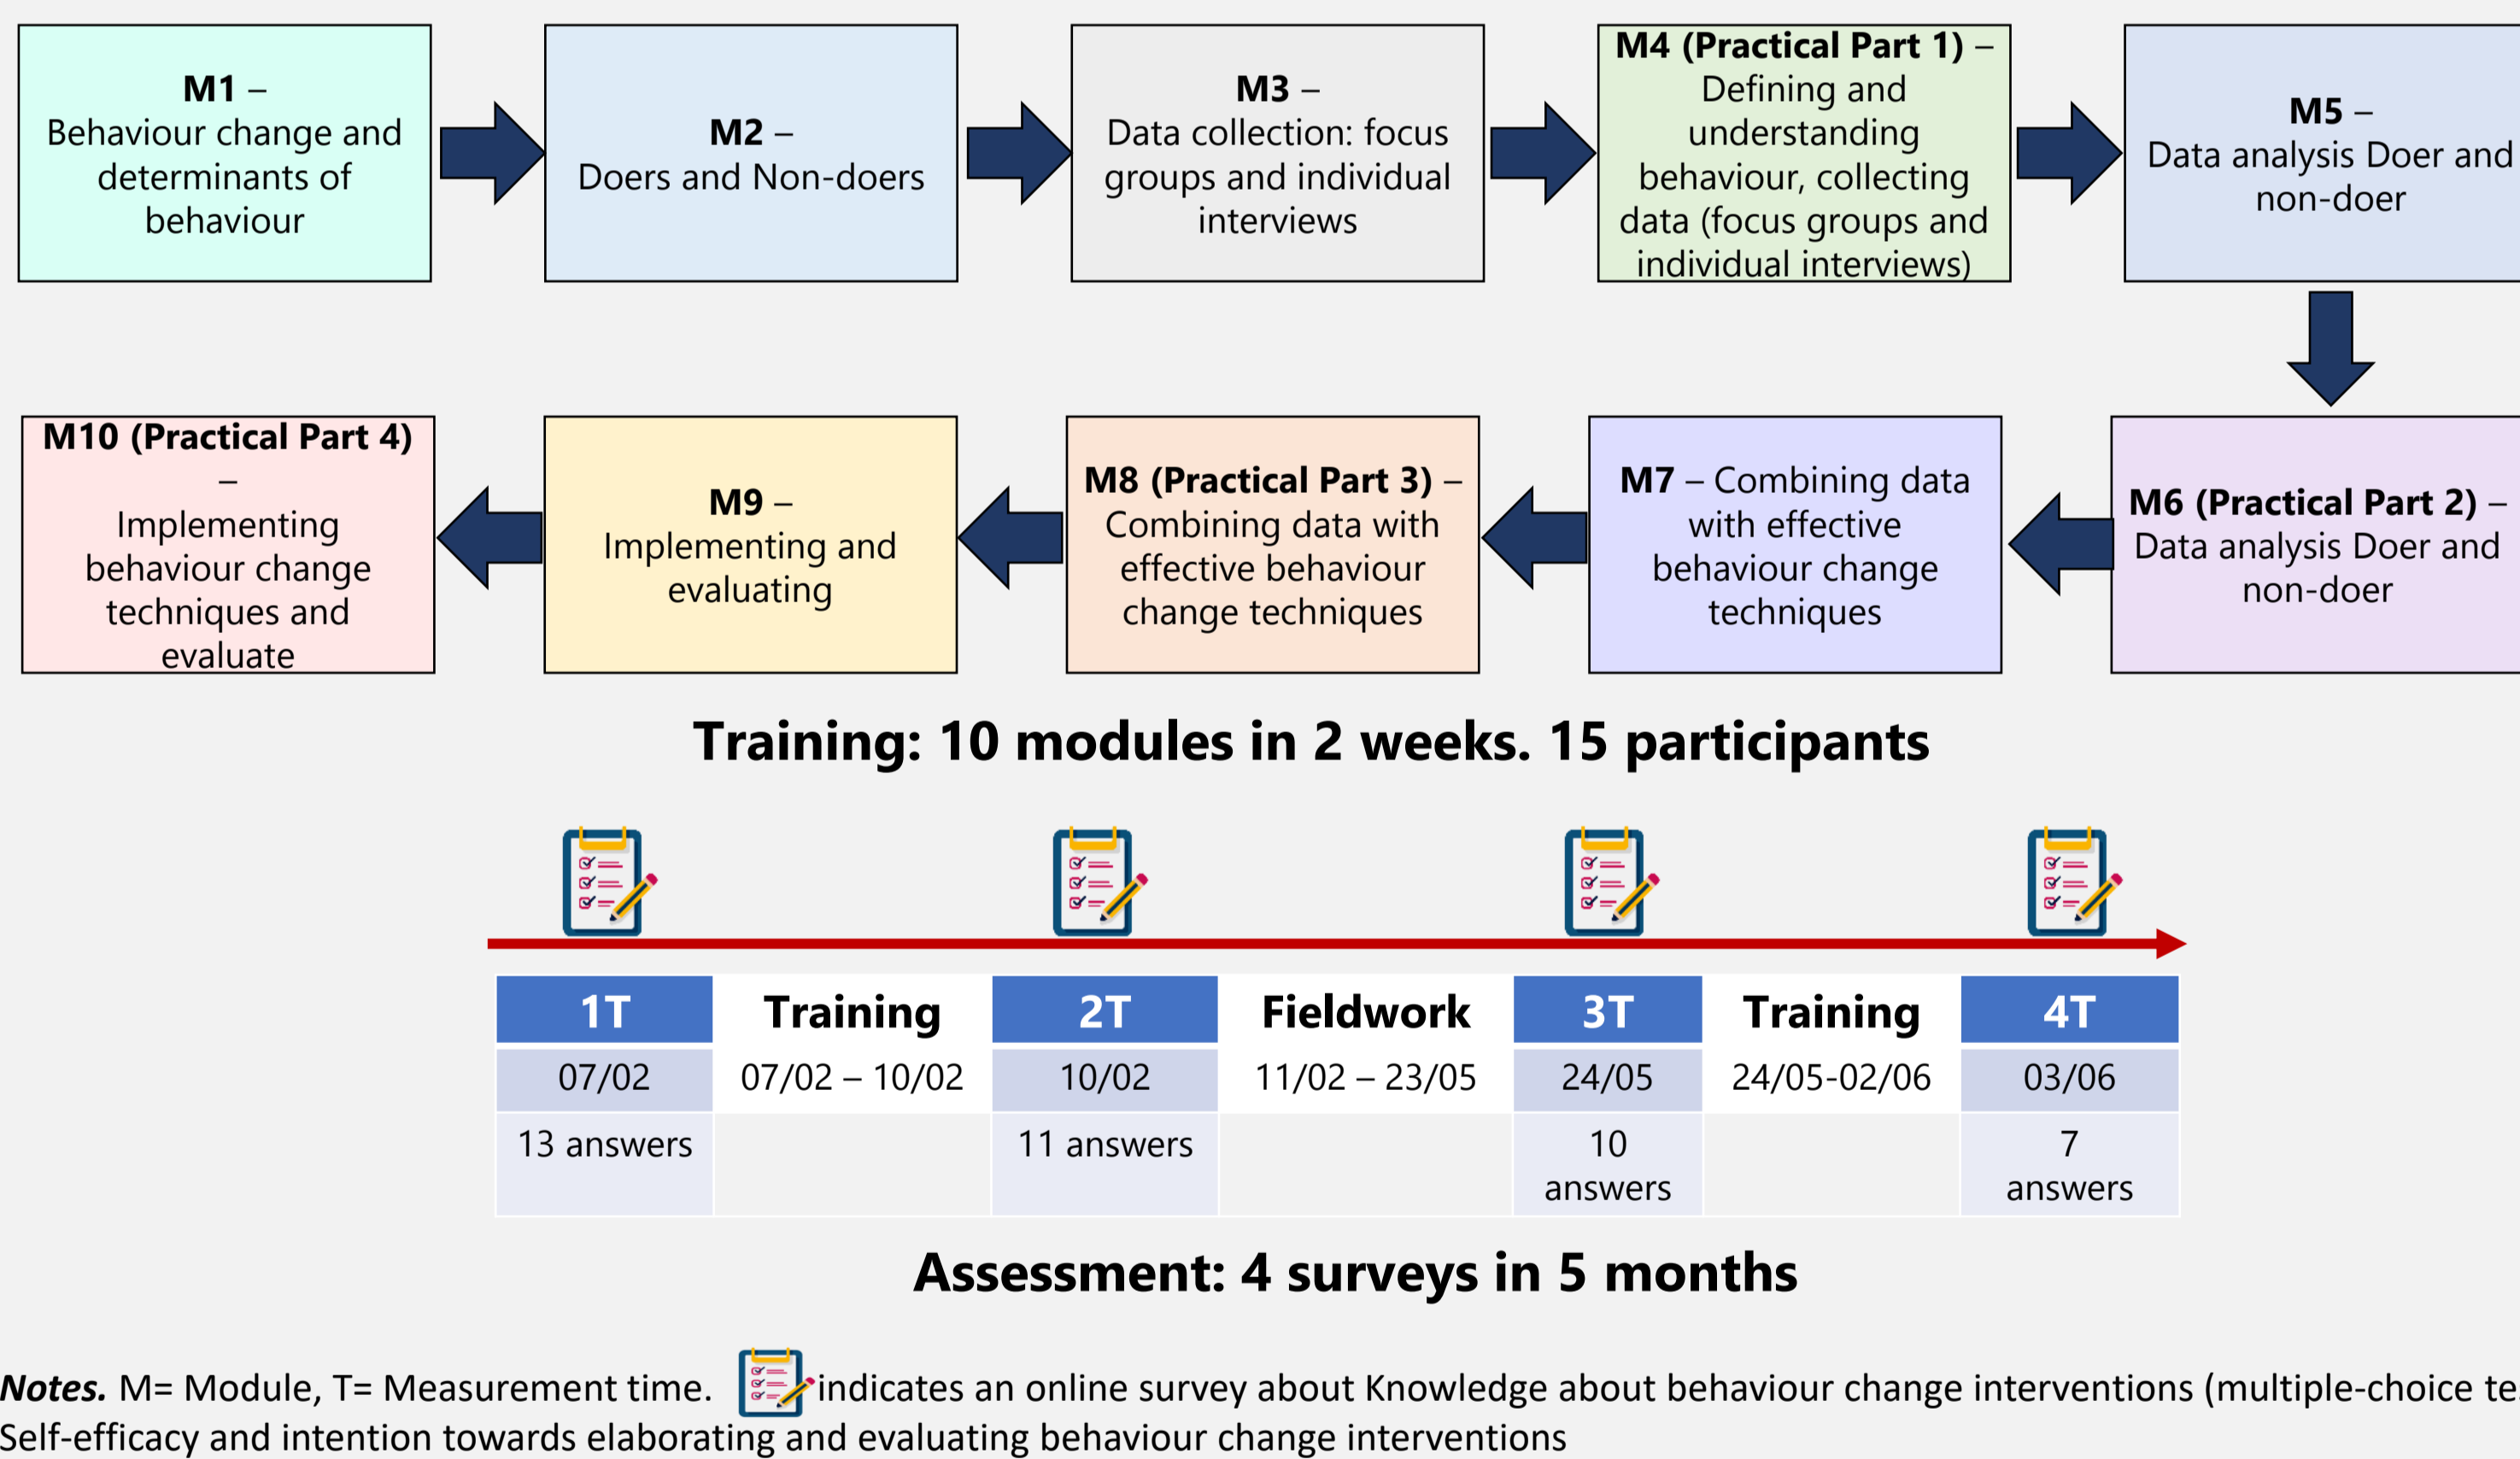 M1 –
Behaviour change and
determinants of
behaviour
M2 –
Doers and Non-doers
M3 –
Data collection: focus
groups and individual
interviews
M4 (Practical Part 1) –
Defining and
understanding
behaviour, collecting
data (focus groups and
individual interviews)
M5 –
Data analysis Doer and
non-doer
M10 (Practical Part 4)
–
Implementing
behaviour change
techniques and
evaluate
M9 –
Implementing and
evaluating
M8 (Practical Part 3) –
Combining data with
effective behaviour
change techniques
M7 – Combining data
with effective
behaviour change
techniques
M6 (Practical Part 2) –
Data analysis Doer and
non-doer
Training: 10 modules in 2 weeks. 15 participants
1T Training 2T Fieldwork 3T Training 4T
07/02 07/02 – 10/02 10/02 11/02 – 23/05 24/05 24/05-02/06 03/06
13 answers 11 answers 10 answers 7 answers
Assessment: 4 surveys in 5 months
Notes. M= Module, T= Measurement time. indicates an online survey about Knowledge about behaviour change interventions (multiple-choice
Self-efficacy and intention towards elaborating and evaluating behaviour change interventions